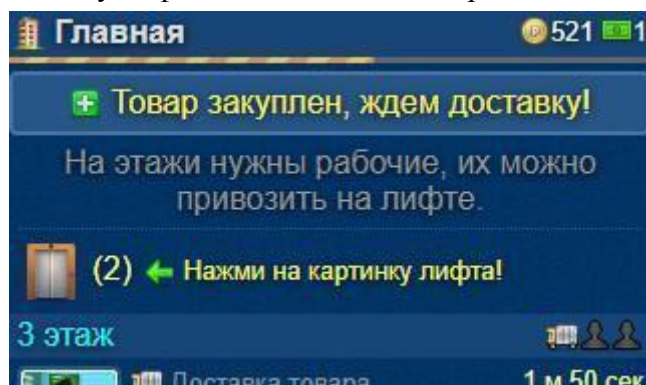 Главная 521 1
Товар закуплен, ждем доставку!
На этажи нужны рабочие, их можно
привозить на лифте.
(2) Нажми на картинку лифта!
3 этаж
Доставка товара 1 м 50 сек